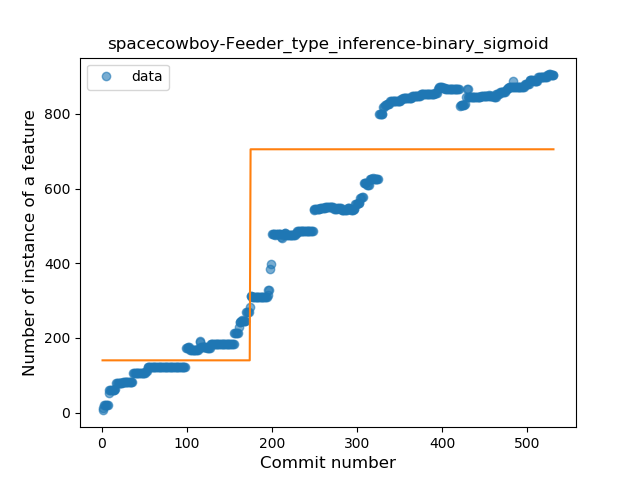 spacecowboy-Feeder_type_inference-binary_sigmoid
data
Number of instance of a feature
800
600
400
200
0
0 100 200 300 400 500
Commit number